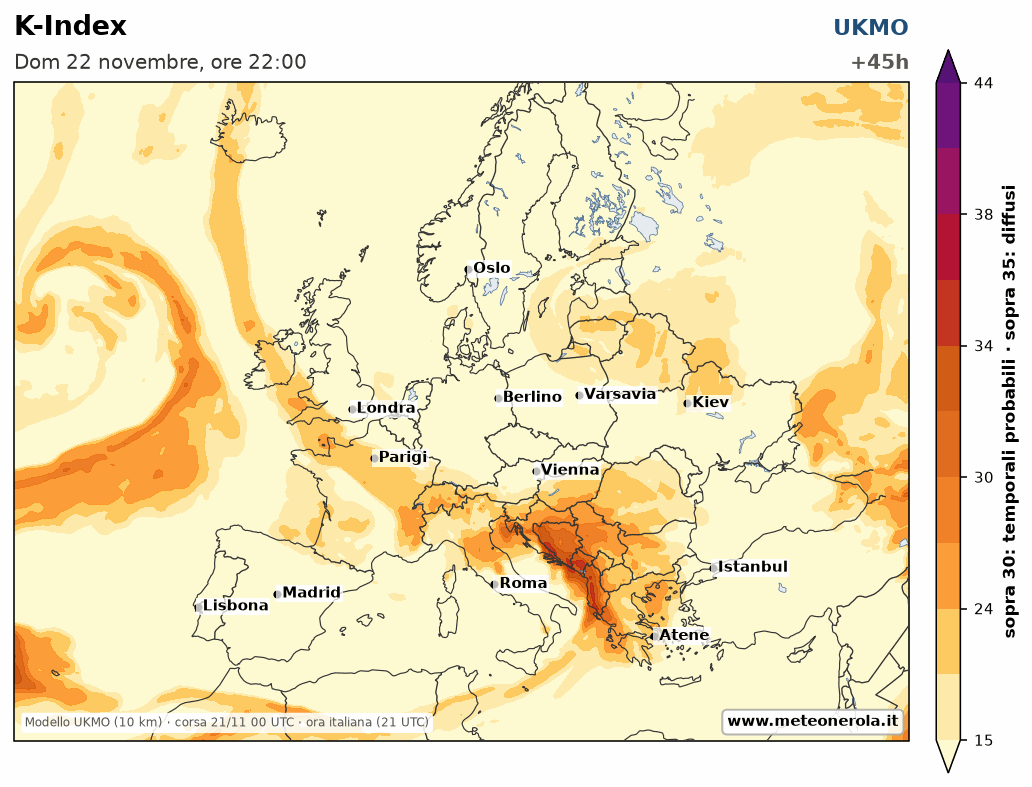 K-Index
UKMO
Dom 22 novembre, ore 22:00
+45h
44
38
34
30
24
15
sopra 30: temporali probabili · sopra 35: diffusi
Oslo
Londra
Berlino
Varsavia
Kiev
Parigi
Vienna
Istanbul
Roma
Madrid
Lisbona
Atene
Modello UKMO (10 km) · corsa 21/11 00 UTC · ora italiana (21 UTC)
www.meteonerola.it